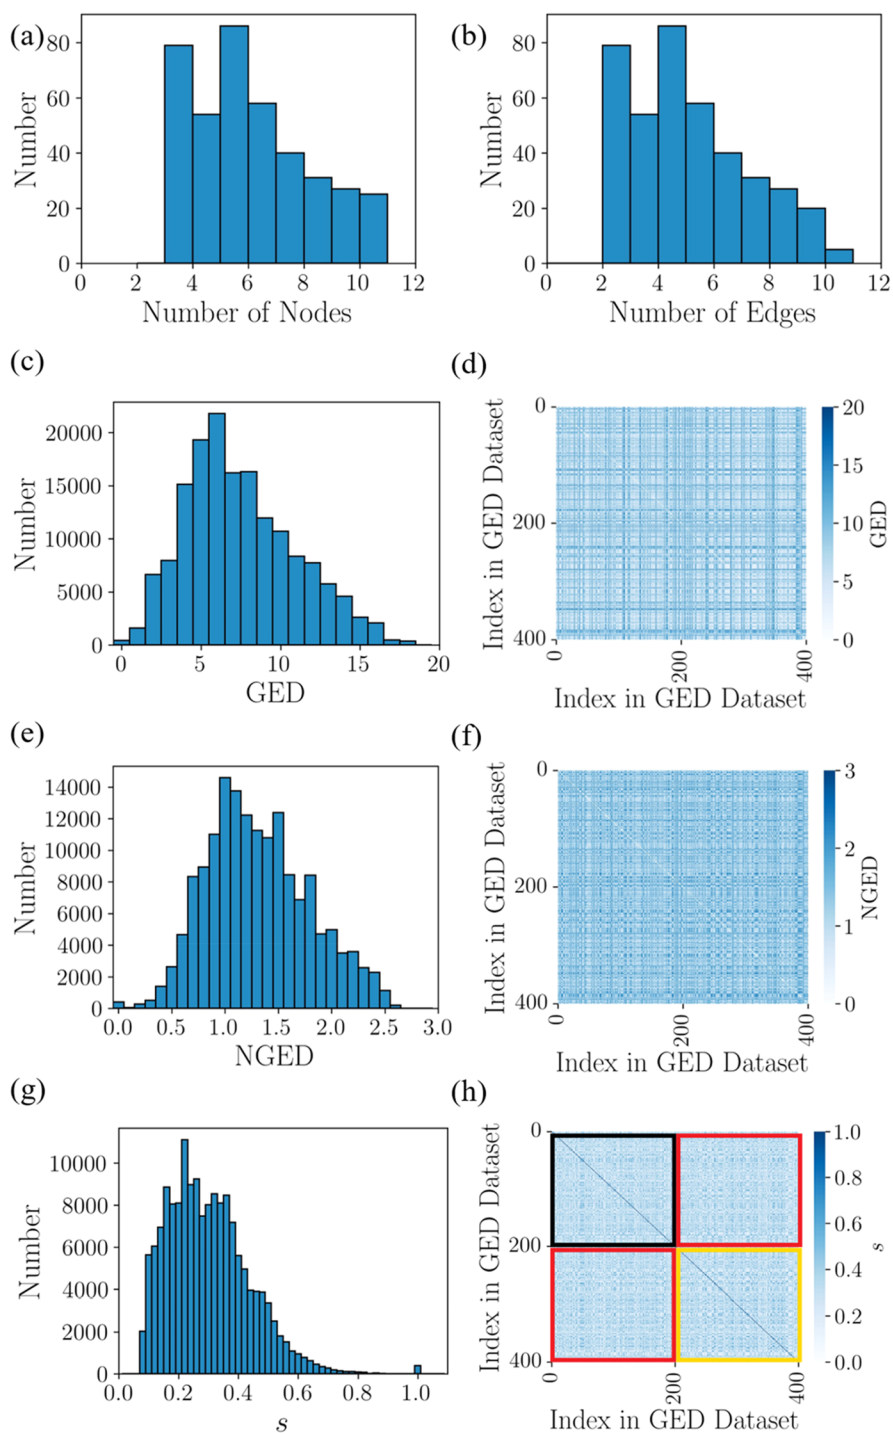 (a)
80
60
40
20
0
Number
0 2 4 6 8 10 12
Number of Nodes
(b)
80
60
40
20
0
Number
0 2 4 6 8 10 12
Number of Edges
(c)
20000
15000
10000
5000
0
Number
0 5 10 15 20
GED
(d)
0
200
400
Index in GED Dataset
0 200 400
Index in GED Dataset
20
15
10
5
0
GED
(e)
14000
12000
10000
8000
6000
4000
2000
0
Number
0.0 0.5 1.0 1.5 2.0 2.5 3.0
NGED
(f)
0
200
400
Index in GED Dataset
0 200 400
Index in GED Dataset
3
2
1
0
NGED
(g)
10000
8000
6000
4000
2000
0
Number
0.0 0.2 0.4 0.6 0.8 1.0
s
(h)
0
200
400
Index in GED Dataset
0 200 400
Index in GED Dataset
1.0
0.8
0.6
0.4
0.2
0.0
s